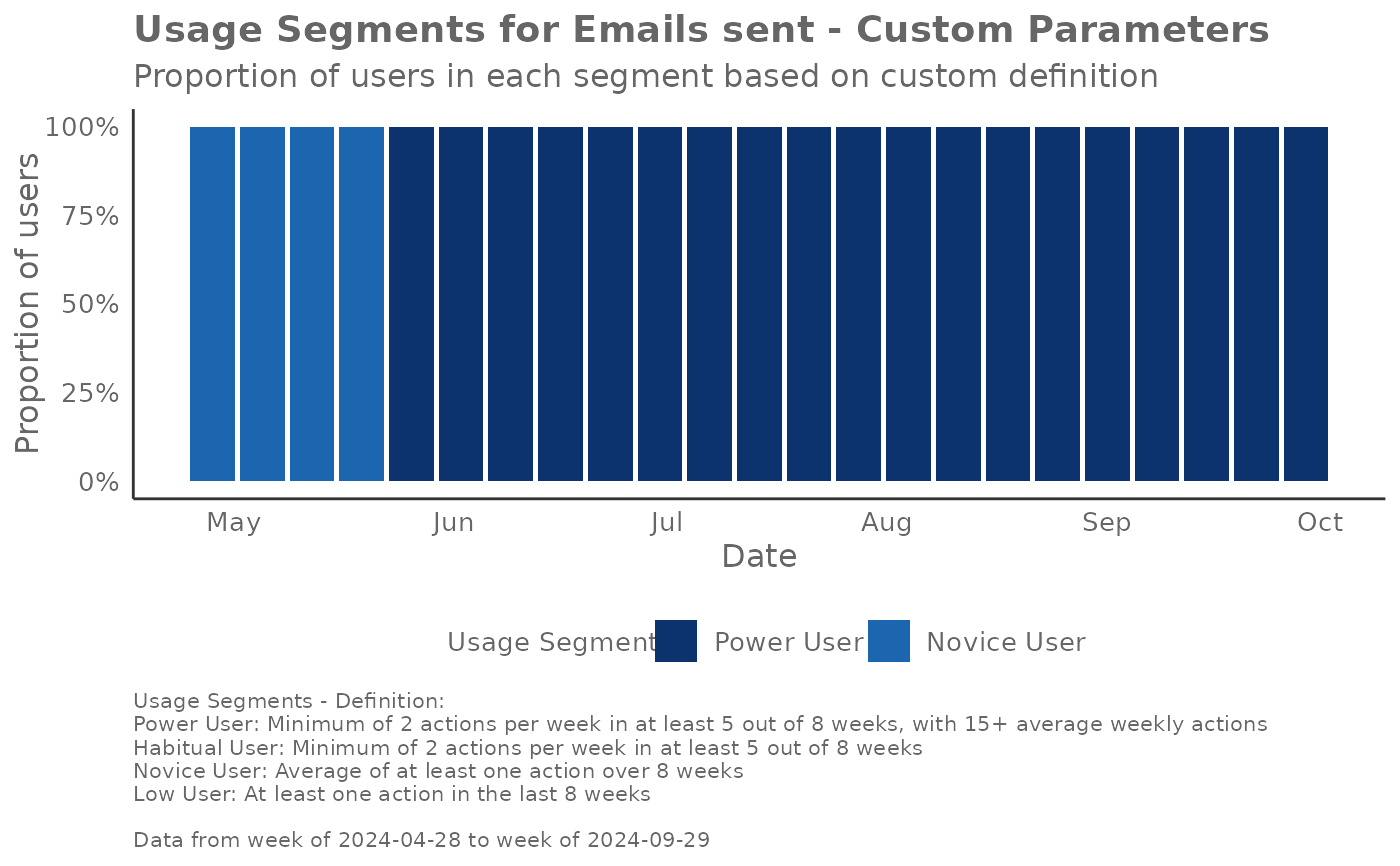 Usage Segments for Emails sent - Custom Parameters
Proportion of users in each segment based on custom definition
Proportion of users
100%
75%
50%
25%
0%
May Jun Jul Aug Sep Oct
Date
Usage Segment Power User Novice User
Usage Segments - Definition:
Power User: Minimum of 2 actions per week in at least 5 out of 8 weeks, with 15+ average weekly actions
Habitual User: Minimum of 2 actions per week in at least 5 out of 8 weeks
Novice User: Average of at least one action over 8 weeks
Low User: At least one action in the last 8 weeks
Data from week of 2024-04-28 to week of 2024-09-29